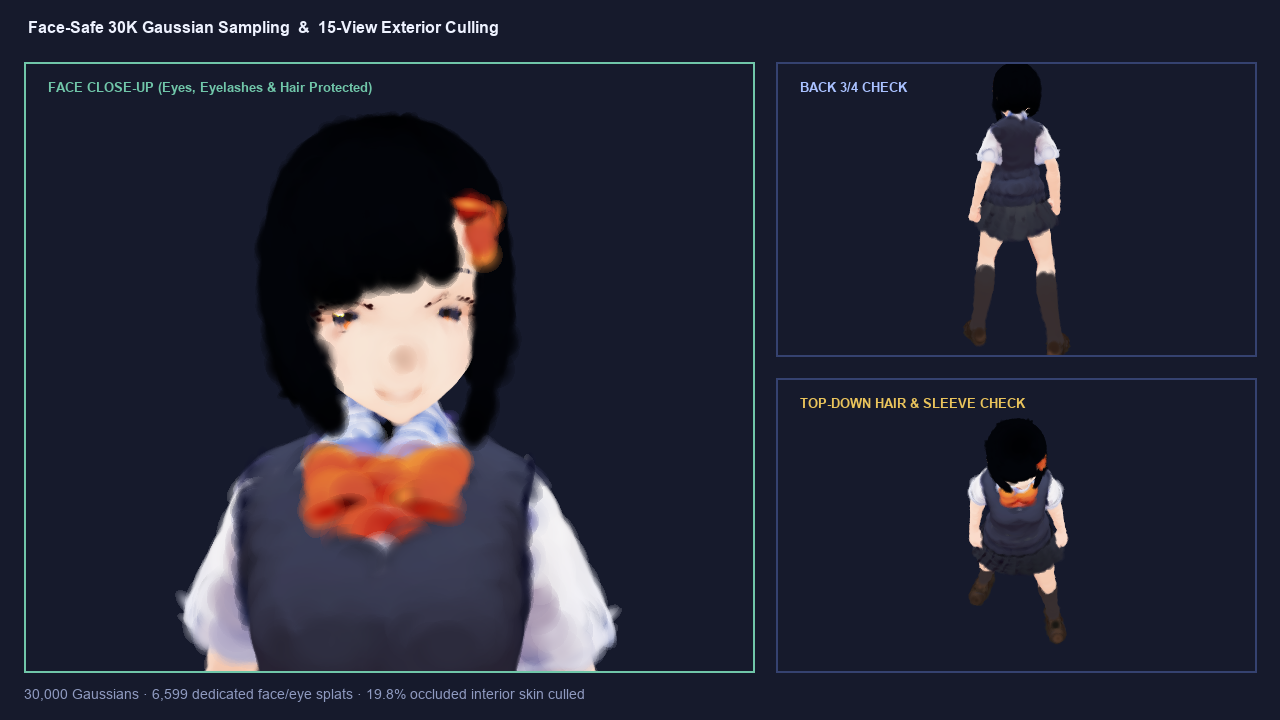 Face-Safe 30K Gaussian Sampling & 15-View Exterior Culling
FACE CLOSE-UP (Eyes, Eyelashes & Hair Protected)
BACK 3/4 CHECK
TOP-DOWN HAIR & SLEEVE CHECK
30,000 Gaussians · 6,599 dedicated face/eye splats · 19.8% occluded interior skin culled